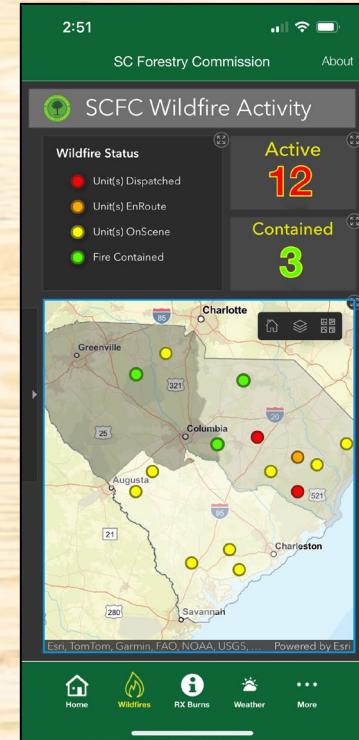 2:51
SC Forestry Commission
About
SCFC Wildfire Activity
Wildfire Status
Unit(s) Dispatched
Unit(s) EnRoute
Unit(s) OnScene
Fire Contained
Active
12
Contained
3
Charlotte
85
Greenville
321
20
25
Columbia
Augusta
521
95
21
Charleston
280
Savannah
Esri, TomTom, Garmin, FAO, NOAA, USGS, ...
Powered by Esri
Home
Wildfires
RX Burns
Weather
More